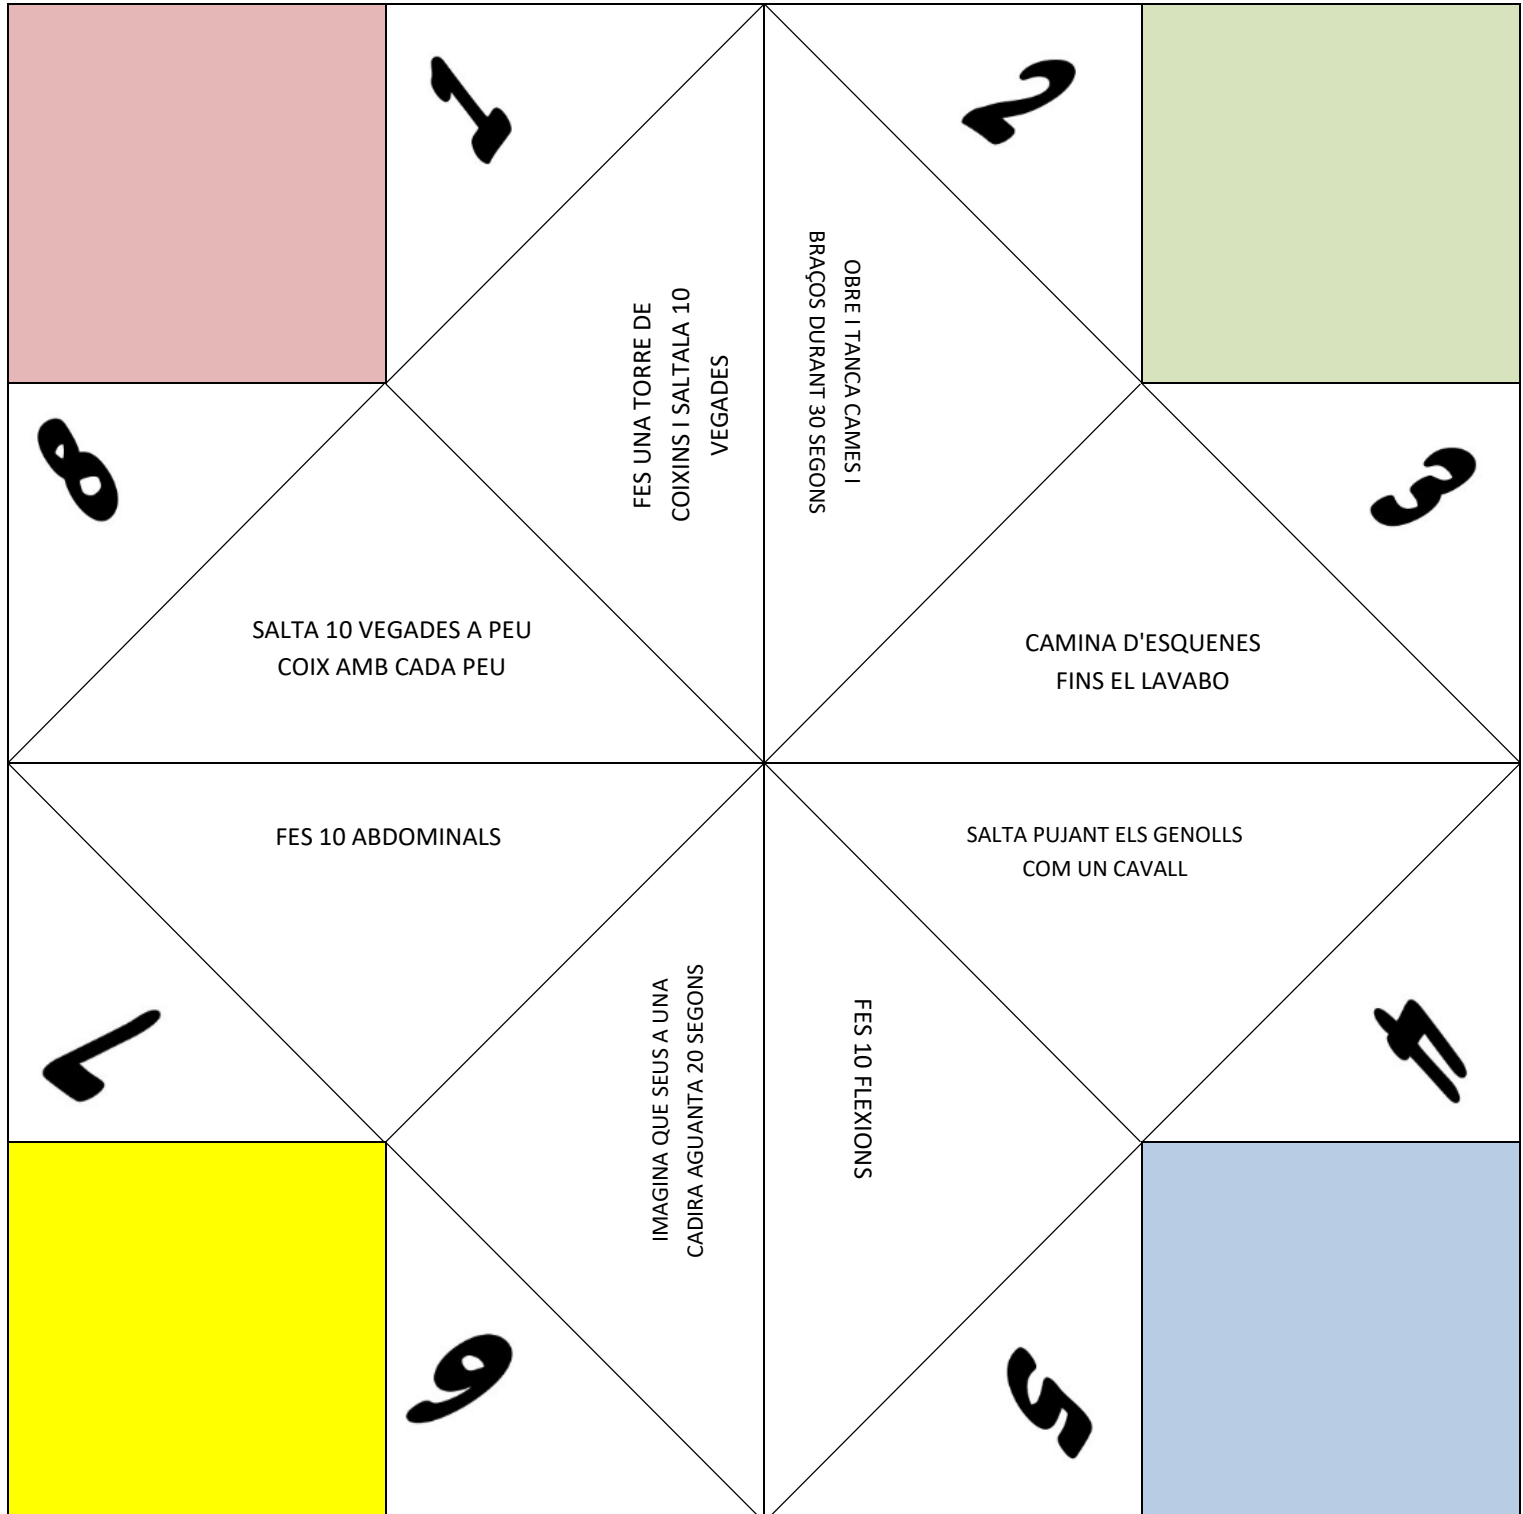 1
2
FES UNA TORRE DE
COIXINS I SALTALA 10
VEGADES
OBRE I TANCA CAMES I
BRAÇOS DURANT 30 SEGONS
8
3
SALTA 10 VEGADES A PEU
COIX AMB CADA PEU
CAMINA D'ESQUENES
FINS EL LAVABO
FES 10 ABDOMINALS
SALTA PUJANT ELS GENOLLS
COM UN CAVALL
7
4
IMAGINA QUE SEUS A UNA
CADIRA AGUANTA 20 SEGONS
FES 10 FLEXIONS
6
5